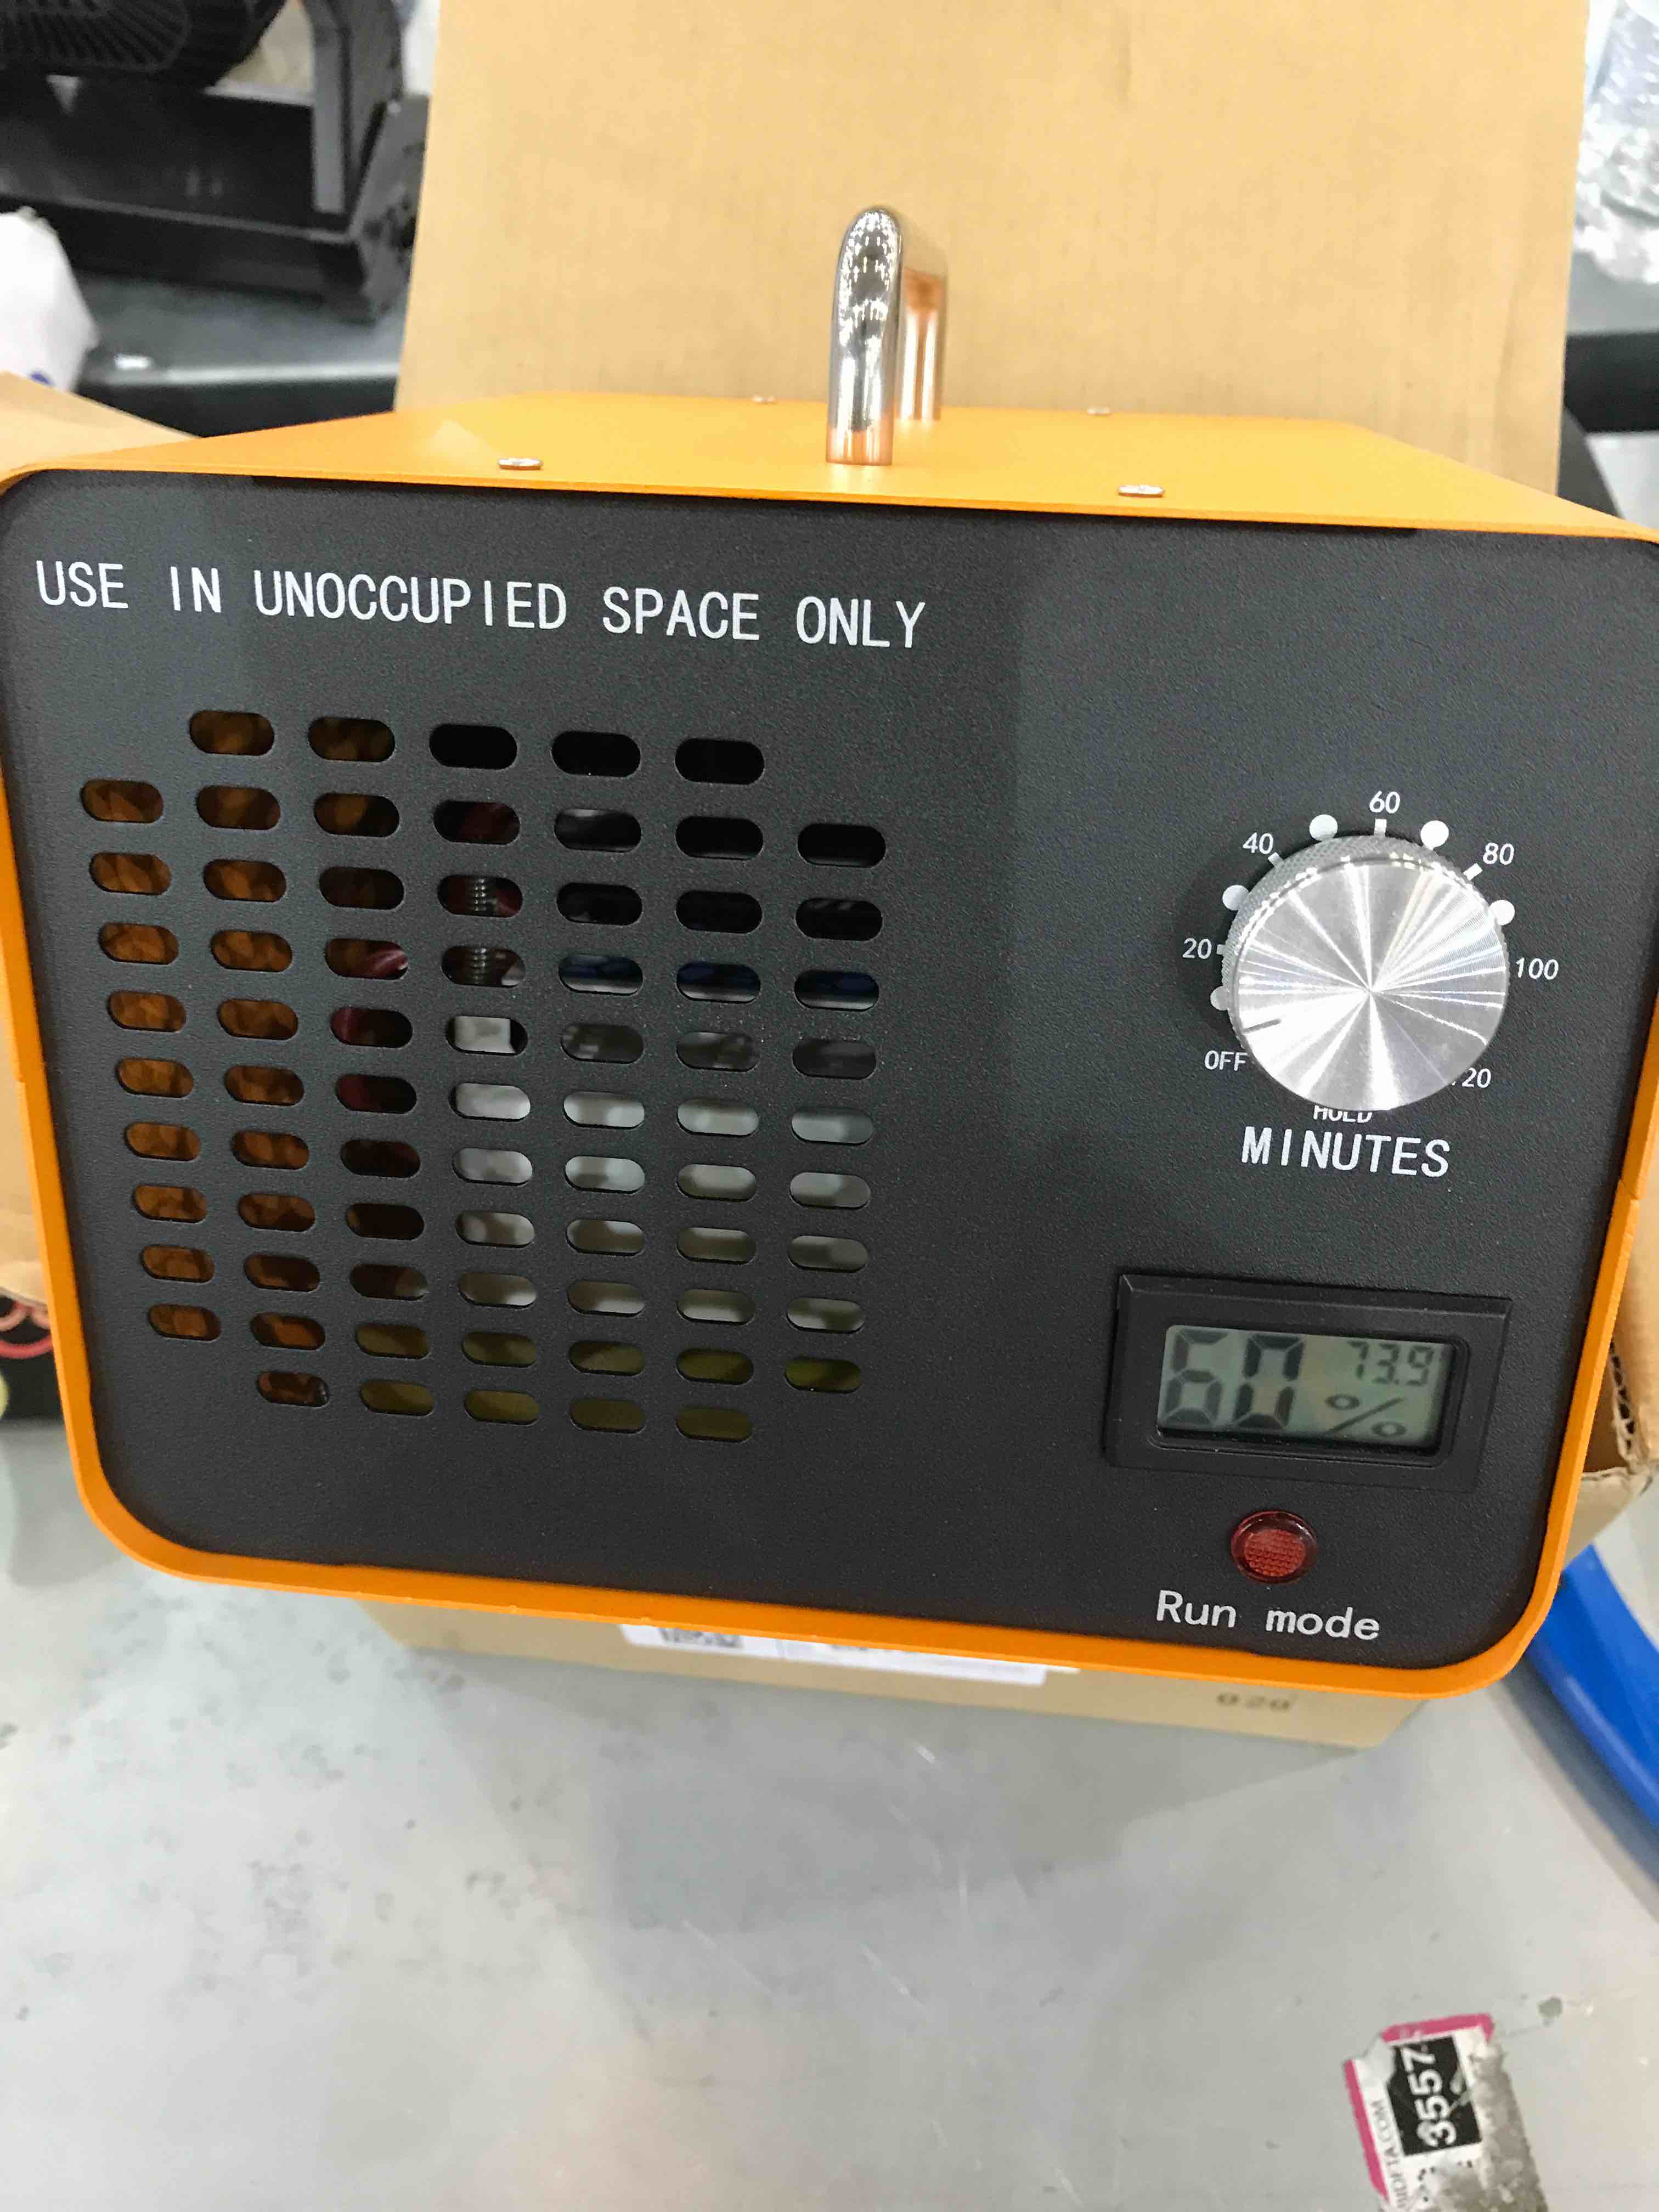 USE IN UNOCCUPIED SPACE ONLY
60
40
80
20
100
OFF
20
HOLD
MINUTES
60 % 73.9
Run mode
020
3557